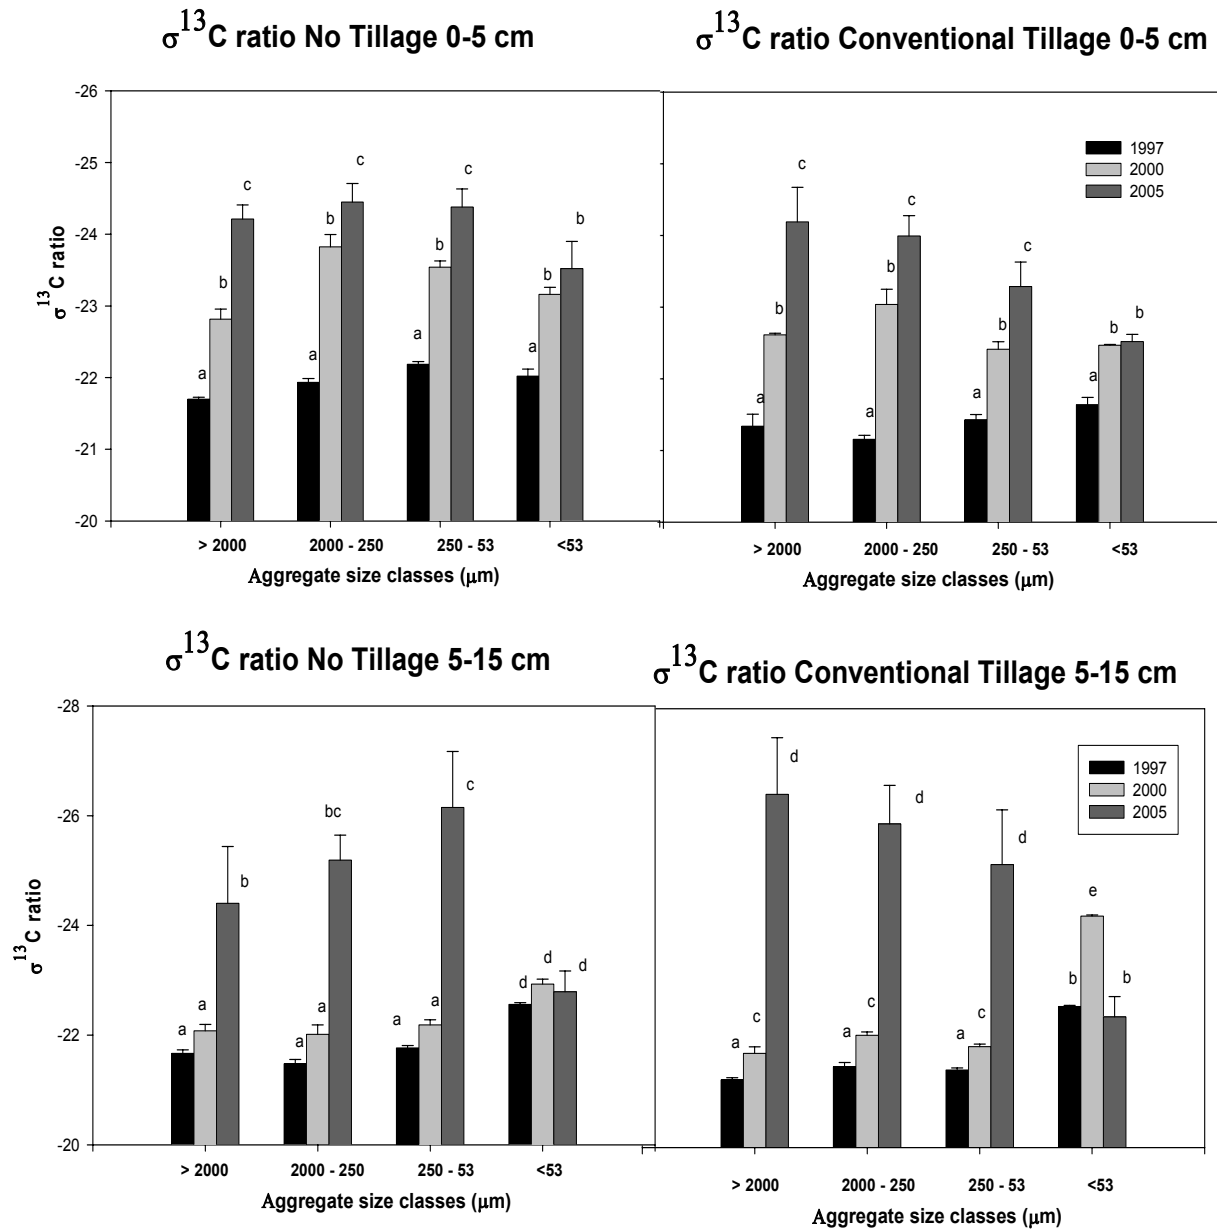 σ13C ratio No Tillage 0-5 cm
σ13C ratio Conventional Tillage 0-5 cm
-26
-25
-24
-23
-22
-21
-20
σ13C ratio
a
b
c
a
b
c
a
b
c
a
b
b
> 2000
2000 - 250
250 - 53
<53
Aggregate size classes (μm)
1997
2000
2005
a
b
c
a
b
c
a
b
c
a
b
b
> 2000
2000 - 250
250 - 53
<53
Aggregate size classes (μm)
σ13C ratio No Tillage 5-15 cm
σ13C ratio Conventional Tillage 5-15 cm
-28
-26
-24
-22
-20
σ13C ratio
a
a
b
a
a
bc
a
a
c
d
d
d
> 2000
2000 - 250
250 - 53
<53
Aggregate size classes (μm)
1997
2000
2005
a
c
d
a
c
d
a
c
d
b
e
b
> 2000
2000 - 250
250 - 53
<53
Aggregate size classes (μm)